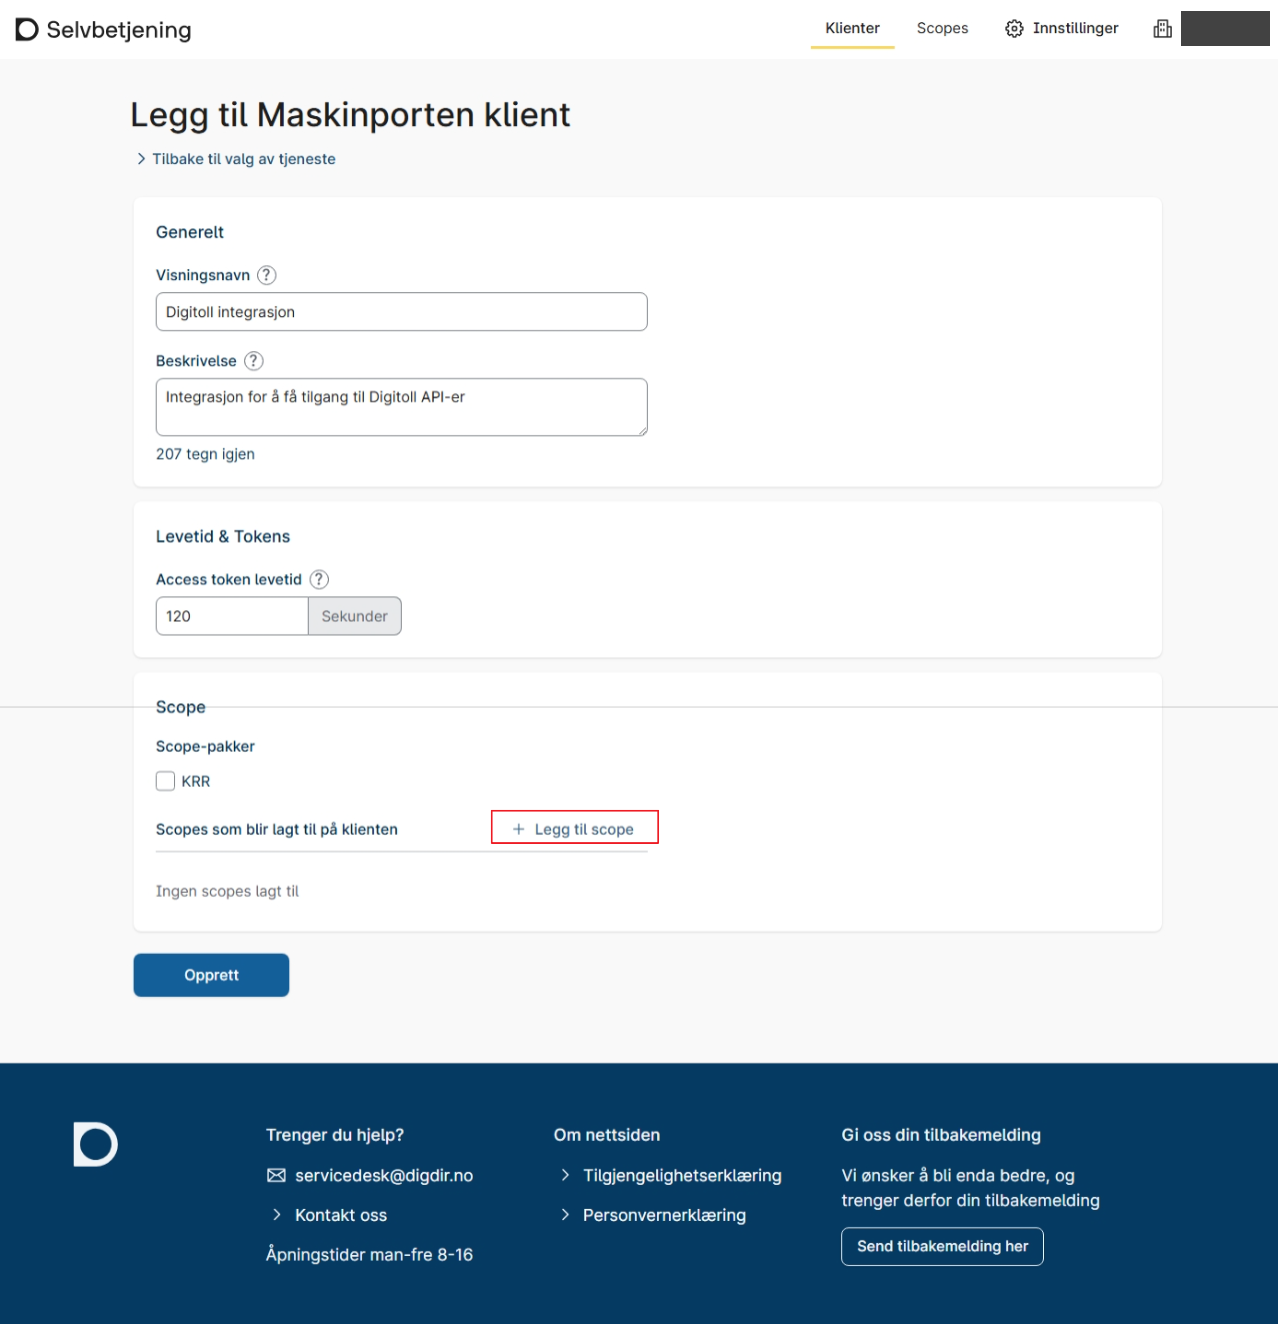 Selvbetjening
Klienter
Scopes
Innstillinger
Legg til Maskinporten klient
Tilbake til valg av tjeneste
Generelt
Visningsnavn ?
Digitoll integrasjon
Beskrivelse ?
Integrasjon for å få tilgang til Digitoll API-er
207 tegn igjen
Levetid & Tokens
Access token levetid ?
120 Sekunder
Scope
Scope-pakker
KRR
Scopes som blir lagt til på klienten
+ Legg til scope
Ingen scopes lagt til
Opprett
Trenger du hjelp?
servicedesk@digdir.no
Kontakt oss
Åpningstider man-fre 8-16
Om nettsiden
Tilgjengelighetserklæring
Personvernerklæring
Gi oss din tilbakemelding
Vi ønsker å bli enda bedre, og
trenger derfor din tilbakemelding
Send tilbakemelding her